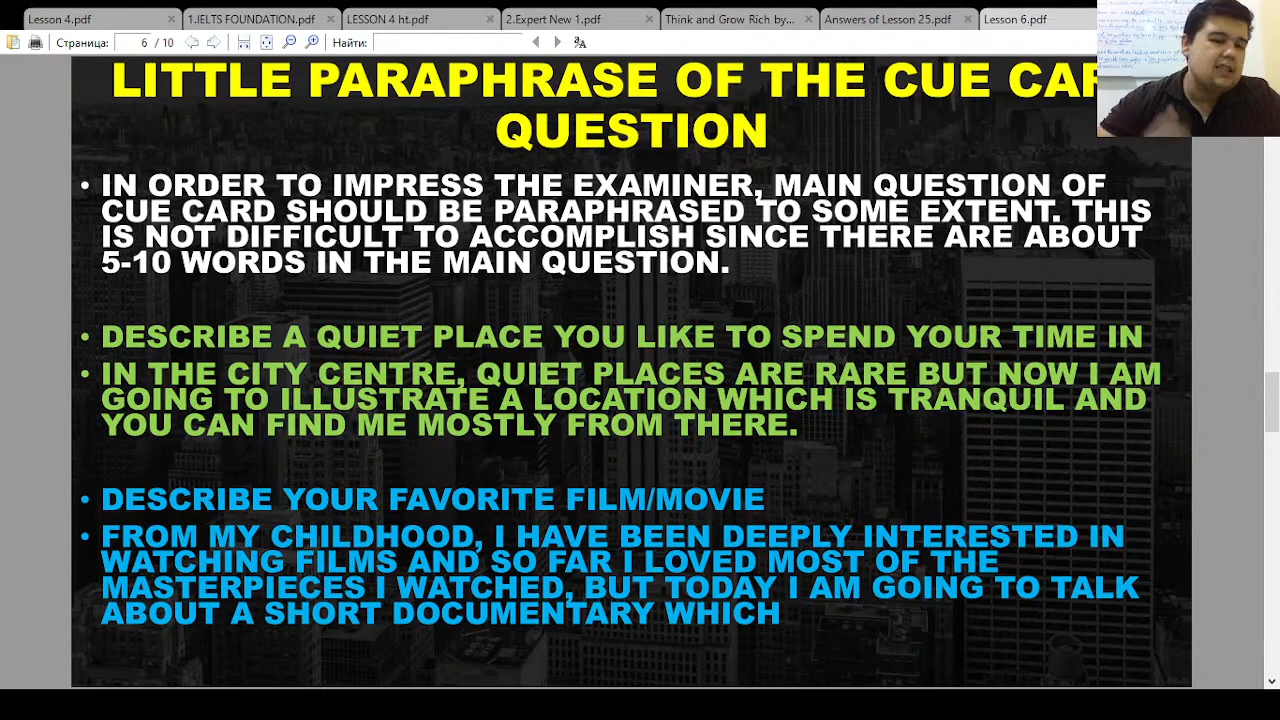 Lesson 4.pdf
1.IELTS FOUNDATION.pdf
LESSON 4 ht.pdf
2.Expert New 1.pdf
Think and Grow Rich by...
Answers of Lesson 25.pdf
Lesson 6.pdf
Страница: 6 / 10
Найти:
LITTLE PARAPHRASE OF THE CUE CAR
QUESTION
• IN ORDER TO IMPRESS THE EXAMINER, MAIN QUESTION OF
CUE CARD SHOULD BE PARAPHRASED TO SOME EXTENT. THIS
IS NOT DIFFICULT TO ACCOMPLISH SINCE THERE ARE ABOUT
5-10 WORDS IN THE MAIN QUESTION.
• DESCRIBE A QUIET PLACE YOU LIKE TO SPEND YOUR TIME IN
• IN THE CITY CENTRE, QUIET PLACES ARE RARE BUT NOW I AM
GOING TO ILLUSTRATE A LOCATION WHICH IS TRANQUIL AND
YOU CAN FIND ME MOSTLY FROM THERE.
• DESCRIBE YOUR FAVORITE FILM/MOVIE
• FROM MY CHILDHOOD, I HAVE BEEN DEEPLY INTERESTED IN
WATCHING FILMS AND SO FAR I LOVED MOST OF THE
MASTERPIECES I WATCHED, BUT TODAY I AM GOING TO TALK
ABOUT A SHORT DOCUMENTARY WHICH